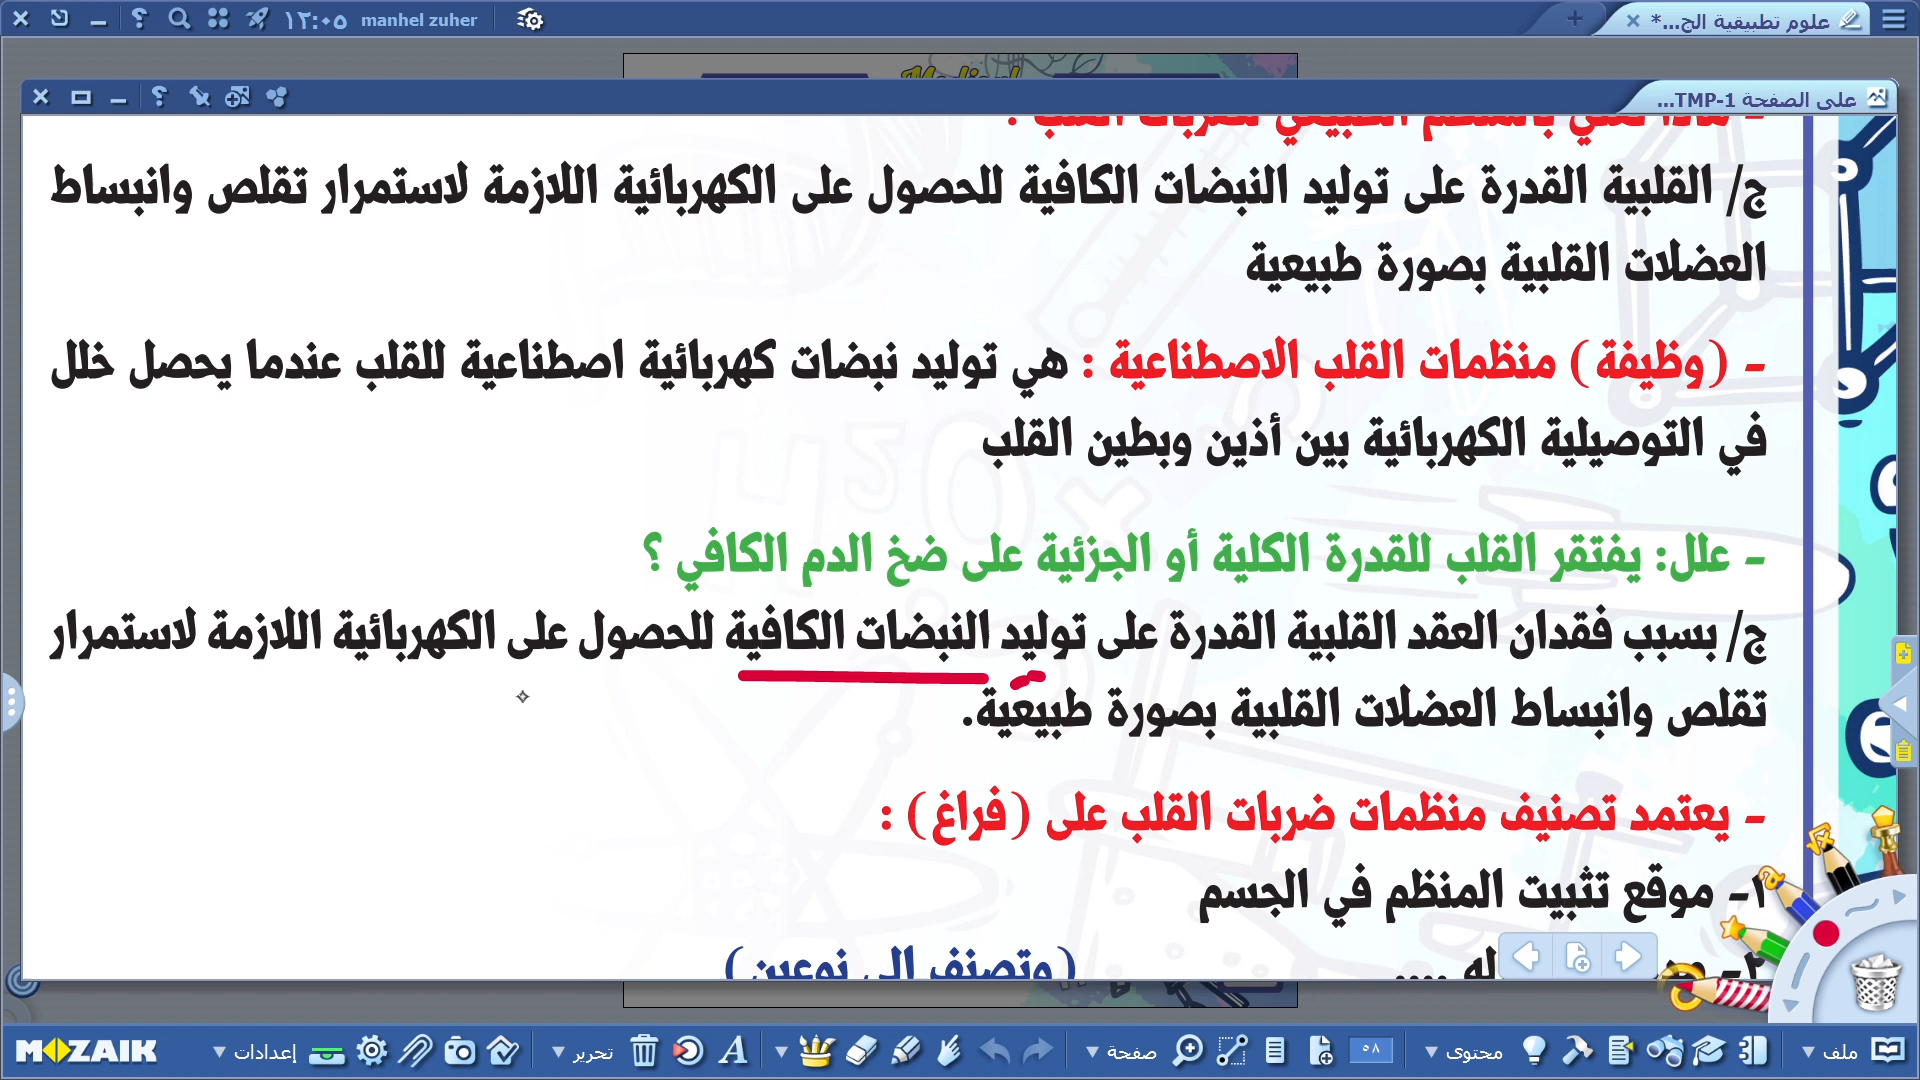 علوم تطبيقية الج...*
manhel zuher
١٣:٠٥
على الصفحة TMP-1...
ج/ القلبية القدرة على توليد النبضات الكافية للحصول على الكهربائية اللازمة لاستمرار تقلص وانبساط
العضلات القلبية بصورة طبيعية
- (وظيفة) منظمات القلب الاصطناعية : هي توليد نبضات كهربائية اصطناعية للقلب عندما يحصل خلل
في التوصيلية الكهربائية بين أذين وبطين القلب
- علل: يفتقر القلب للقدرة الكلية أو الجزئية على ضخ الدم الكافي ؟
ج/ بسبب فقدان العقد القلبية القدرة على توليد النبضات الكافية للحصول على الكهربائية اللازمة لاستمرار
تقلص وانبساط العضلات القلبية بصورة طبيعية.
- يعتمد تصنيف منظمات ضربات القلب على (فراغ) :
١- موقع تثبيت المنظم في الجسم
(وتصنف الى نوعين)
ملف
محتوى
٥٨
صفحة
تحرير
إعدادات
MOZAIK